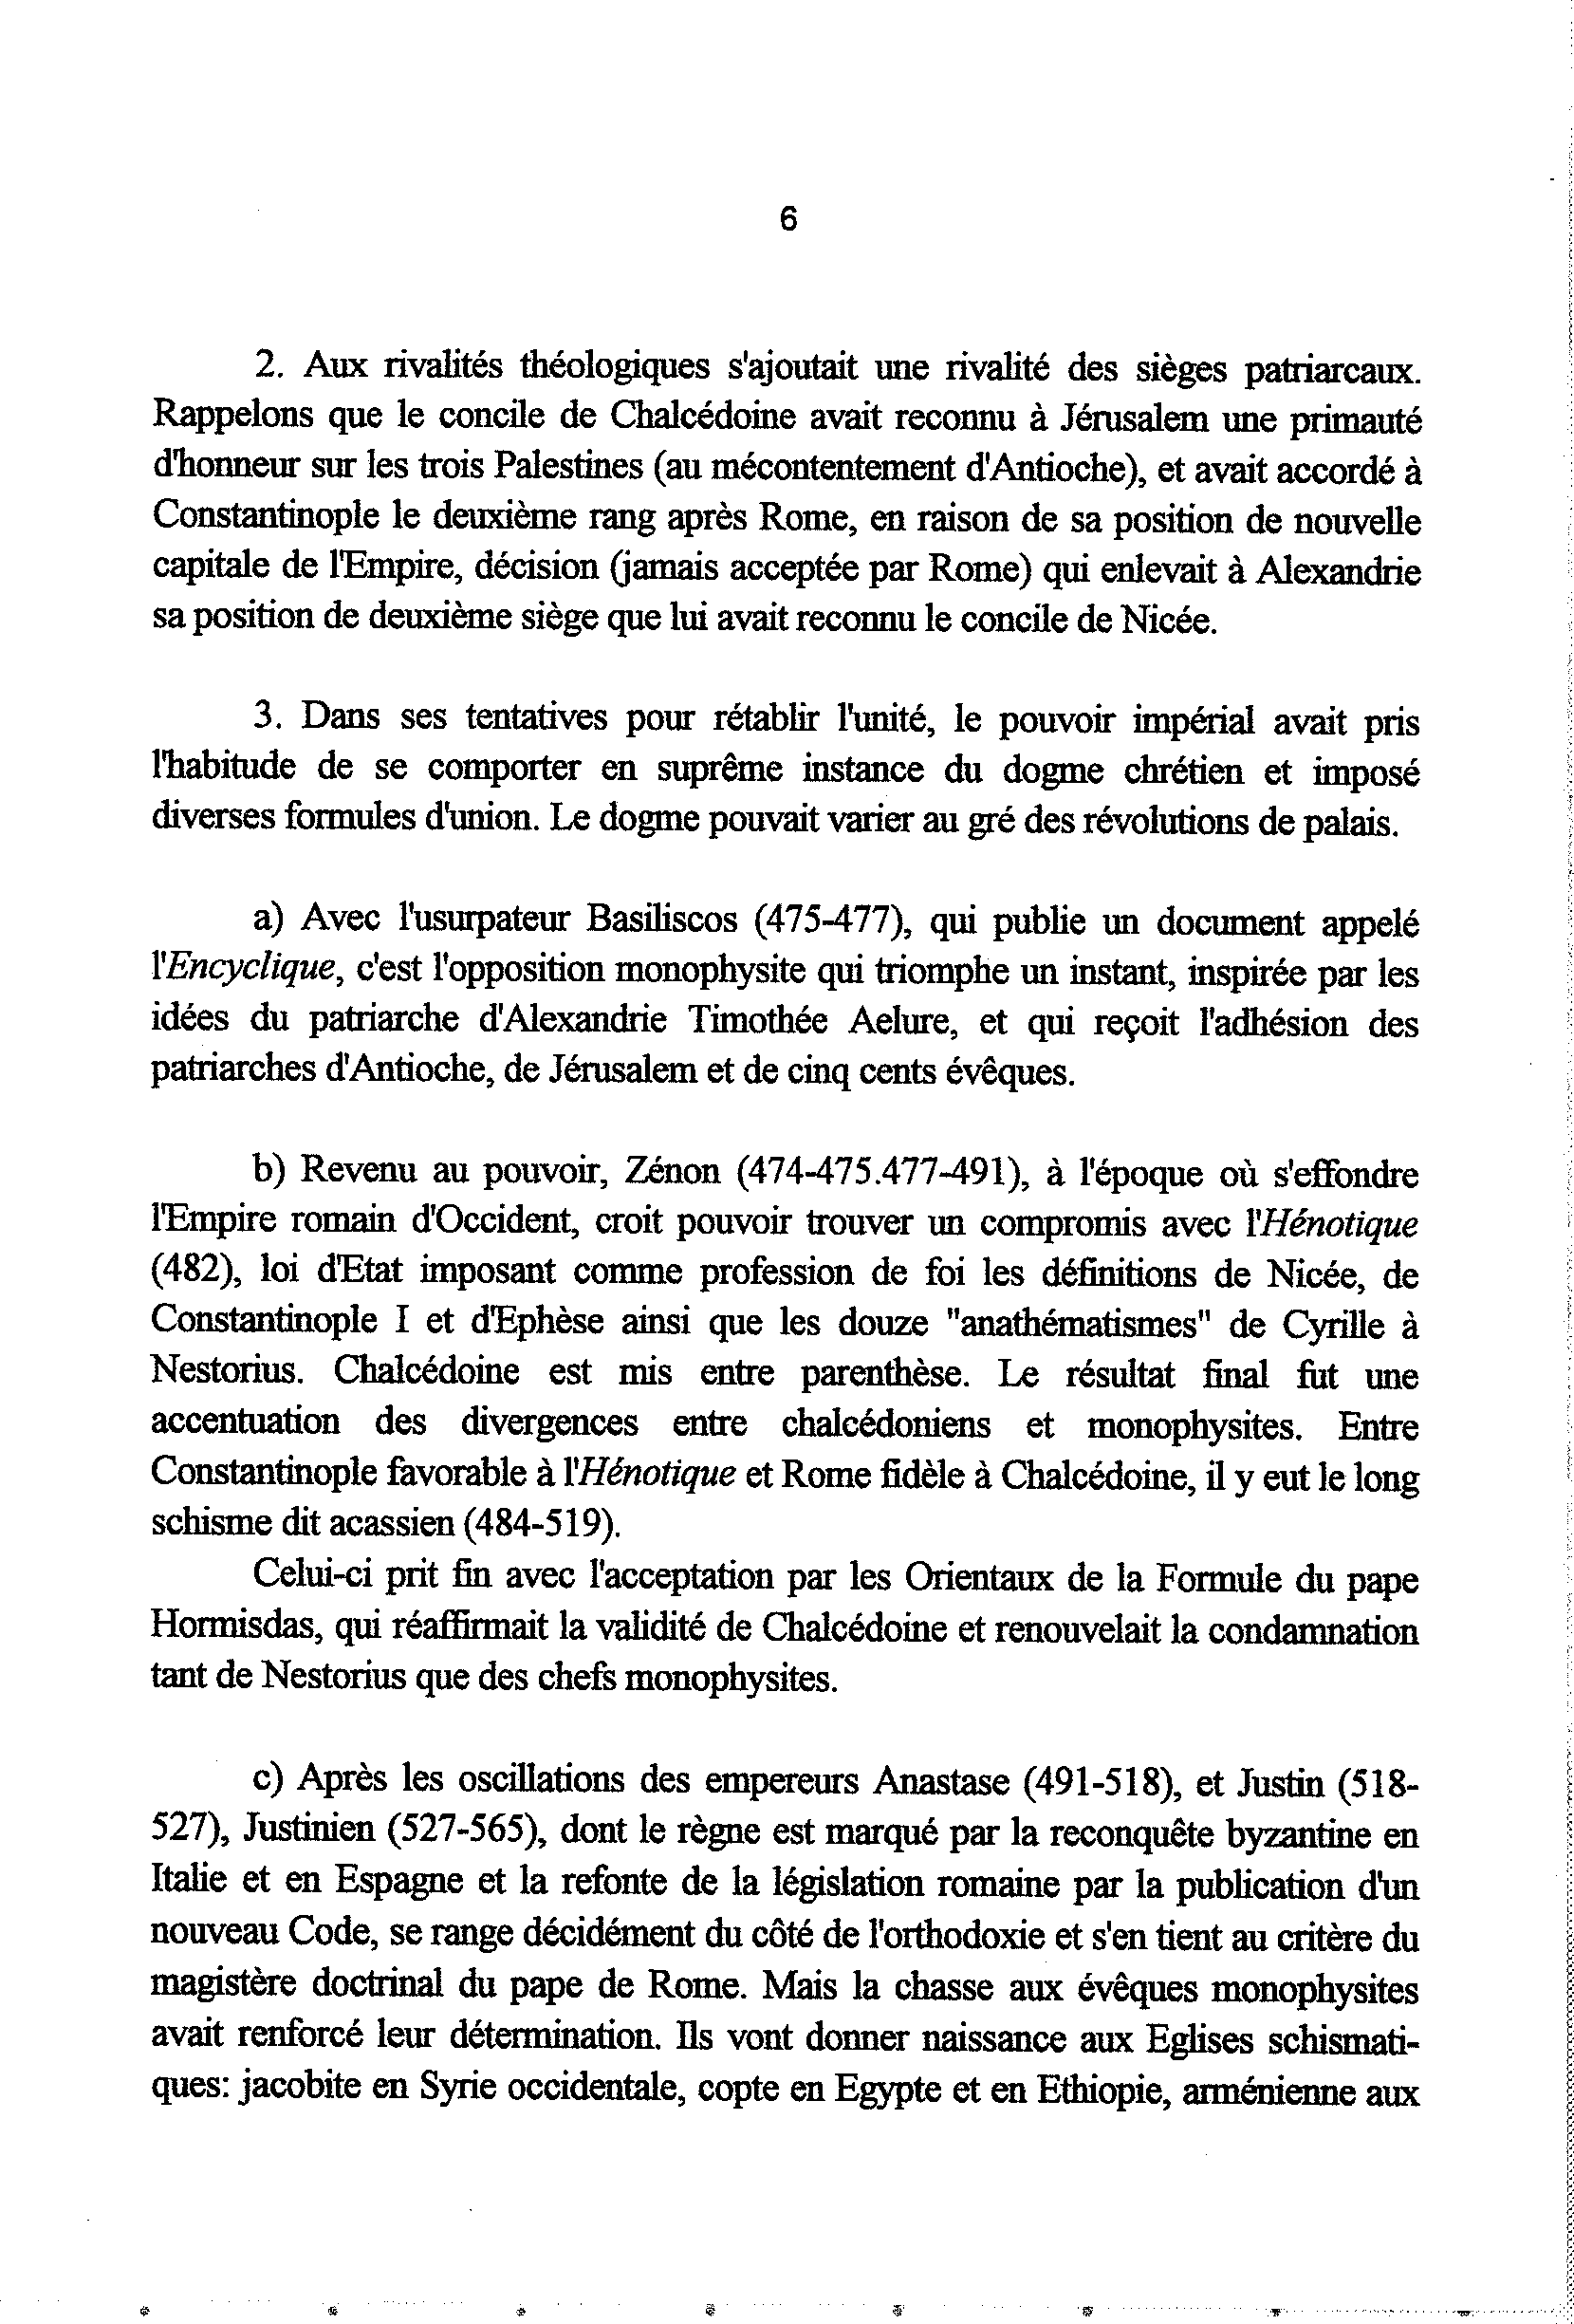 6
2. Aux rivalités théologiques s'ajoutait une rivalité des sièges patriarcaux.
Rappelons que le concile de Chalcédoine avait reconnu à Jérusalem une primauté
d'honneur sur les trois Palestines (au mécontentement d'Antioche), et avait accordé à
Constantinople le deuxième rang après Rome, en raison de sa position de nouvelle
capitale de l'Empire, décision (jamais acceptée par Rome) qui enlevait à Alexandrie
sa position de deuxième siège que lui avait reconnu le concile de Nicée.
3. Dans ses tentatives pour rétablir l'unité, le pouvoir impérial avait pris
l'habitude de se comporter en suprême instance du dogme chrétien et imposé
diverses formules d'union. Le dogme pouvait varier au gré des révolutions de palais.
a) Avec l'usurpateur Basiliscos (475-477), qui publie un document appelé
l'Encyclique, c'est l'opposition monophysite qui triomphe un instant, inspirée par les
idées du patriarche d'Alexandrie Timothée Aelure, et qui reçoit l'adhésion des
patriarches d'Antioche, de Jérusalem et de cinq cents évêques.
b) Revenu au pouvoir, Zénon (474-475.477-491), à l'époque où s'effondre
l'Empire romain d'Occident, croit pouvoir trouver un compromis avec l'Hénotique
(482), loi d'Etat imposant comme profession de foi les définitions de Nicée, de
Constantinople I et d'Ephèse ainsi que les douze "anathématismes" de Cyrille à
Nestorius. Chalcédoine est mis entre parenthèse. Le résultat final fut une
accentuation des divergences entre chalcédoniens et monophysites. Entre
Constantinople favorable à l'Hénotique et Rome fidèle à Chalcédoine, il y eut le long
schisme dit acassien (484-519).
Celui-ci prit fin avec l'acceptation par les Orientaux de la Formule du pape
Hormisdas, qui réaffirmait la validité de Chalcédoine et renouvelait la condamnation
tant de Nestorius que des chefs monophysites.
c) Après les oscillations des empereurs Anastase (491-518), et Justin (518-
527), Justinien (527-565), dont le règne est marqué par la reconquête byzantine en
Italie et en Espagne et la refonte de la législation romaine par la publication d'un
nouveau Code, se range décidément du côté de l'orthodoxie et s'en tient au critère du
magistère doctrinal du pape de Rome. Mais la chasse aux évêques monophysites
avait renforcé leur détermination. Ils vont donner naissance aux Eglises schismati-
ques: jacobite en Syrie occidentale, copte en Egypte et en Ethiopie, arménienne aux